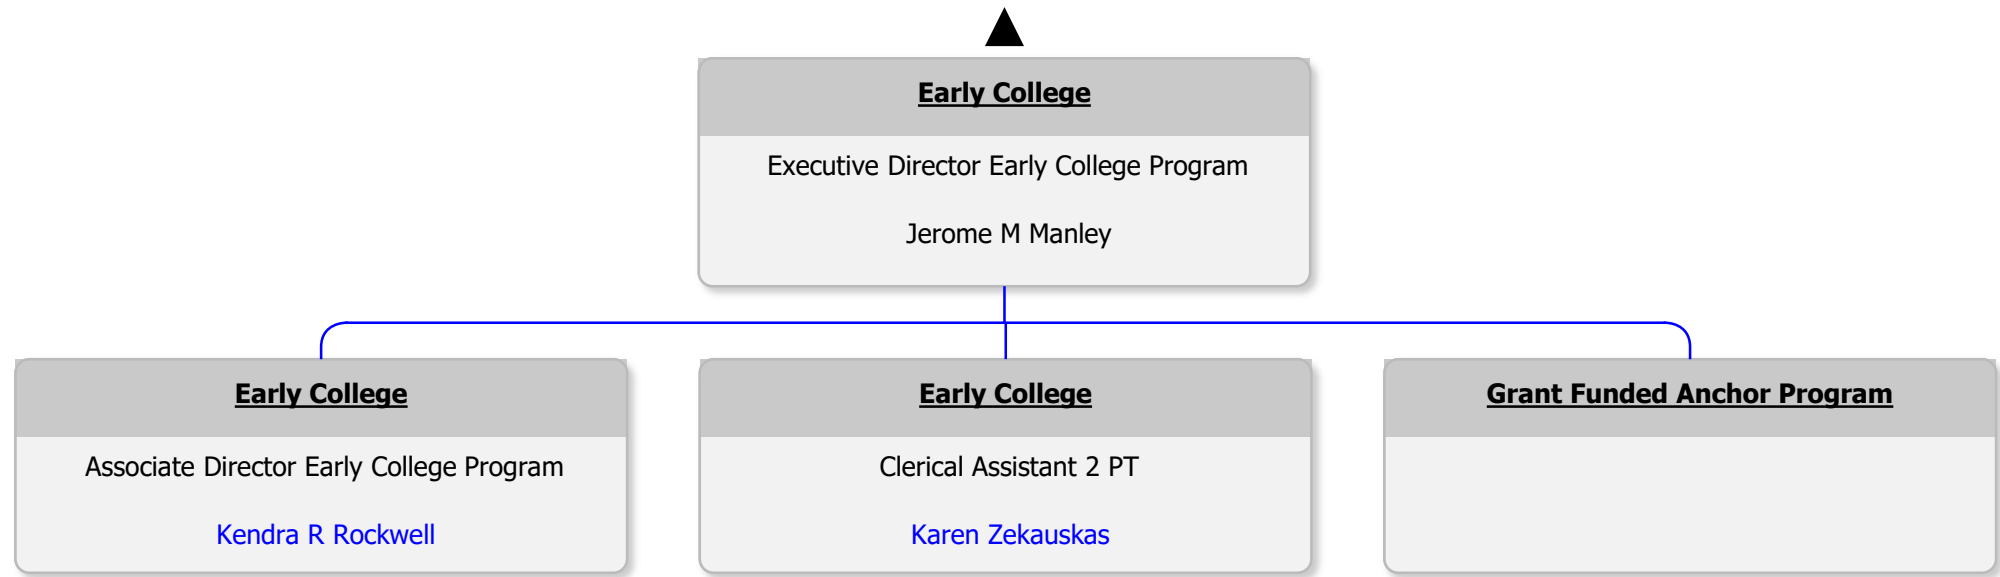 Early College
Executive Director Early College Program
Jerome M Manley
Early College
Associate Director Early College Program
Kendra R Rockwell
Early College
Clerical Assistant 2 PT
Karen Zekauskas
Grant Funded Anchor Program